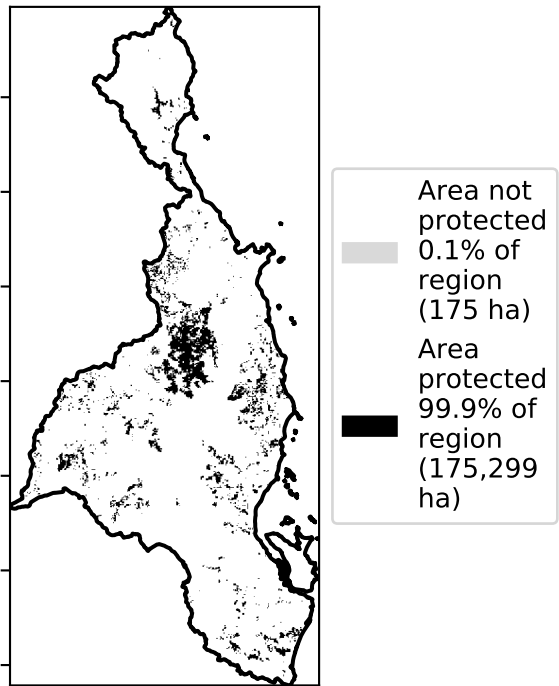 Area not
protected
0.1% of
region
(175 ha)
Area
protected
99.9% of
region
(175,299
ha)